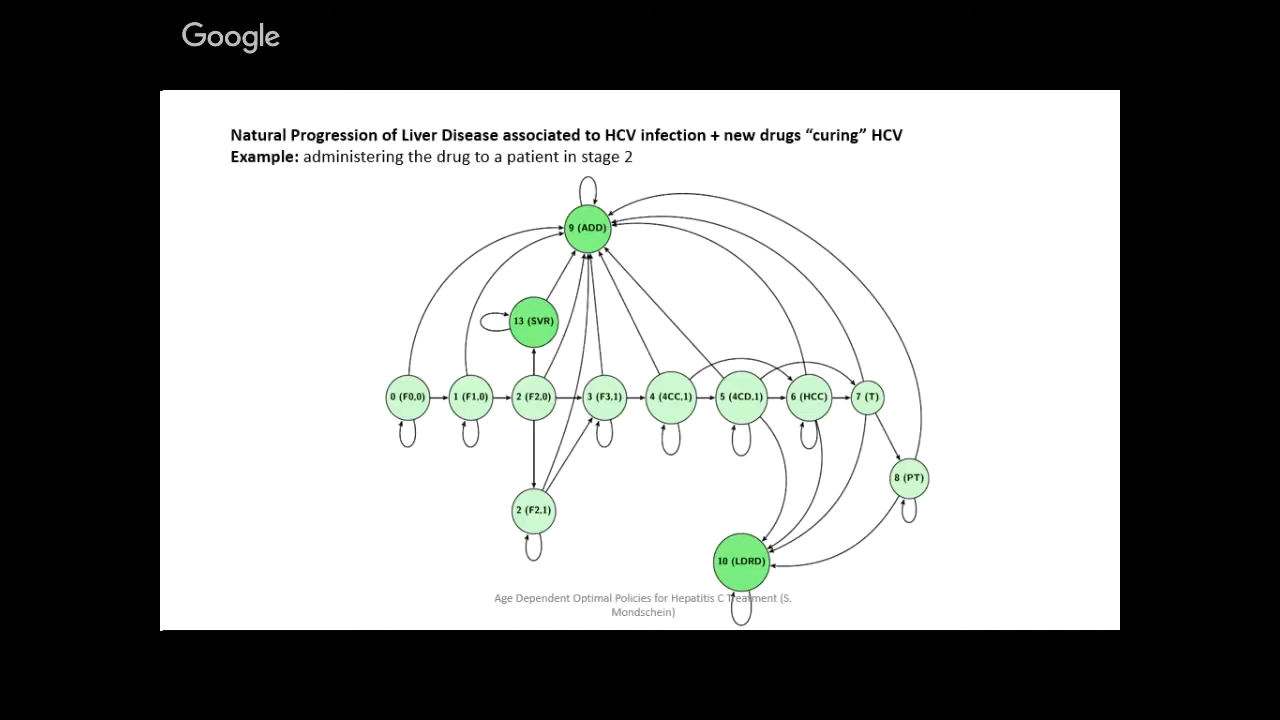 Google
Natural Progression of Liver Disease associated to HCV infection + new drugs “curing” HCV
Example: administering the drug to a patient in stage 2
9 (ADD)
13 (SVR)
0 (F0,0)
1 (F1,0)
2 (F2,0)
3 (F3,1)
4 (4CC,1)
5 (4CD,1)
6 (HCC)
7 (T)
8 (PT)
2 (F2,1)
10 (LDRD)
Age Dependent Optimal Policies for Hepatitis C Treatment (S.
Mondschein)